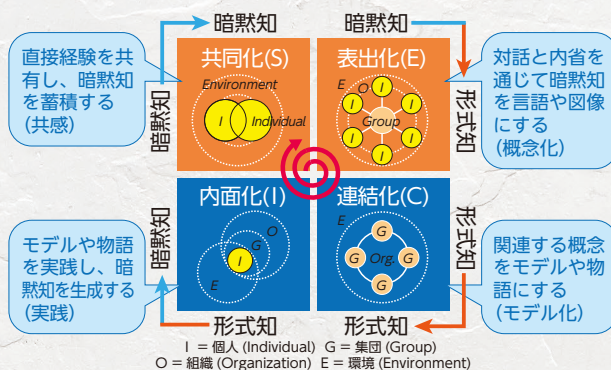 暗黙知
暗黙知
直接経験を共
有し、暗黙知
を蓄積する
(共感)
暗黙知
共同化(S)
Environment
I
Individual
表出化(E)
E
O
I
I
I
Group
I
I
I
形式知
対話と内省を
通じて暗黙知
を言語や図像
にする
(概念化)
モデルや物語
を実践し、暗
黙知を生成する
(実践)
暗黙知
内面化(I)
O
G
I
E
連結化(C)
E
G
G
Org.
G
G
形式知
関連する概念
をモデルや物
語にする
(モデル化)
形式知
形式知
I = 個人 (Individual) G = 集団 (Group)
O = 組織 (Organization) E = 環境 (Environment)